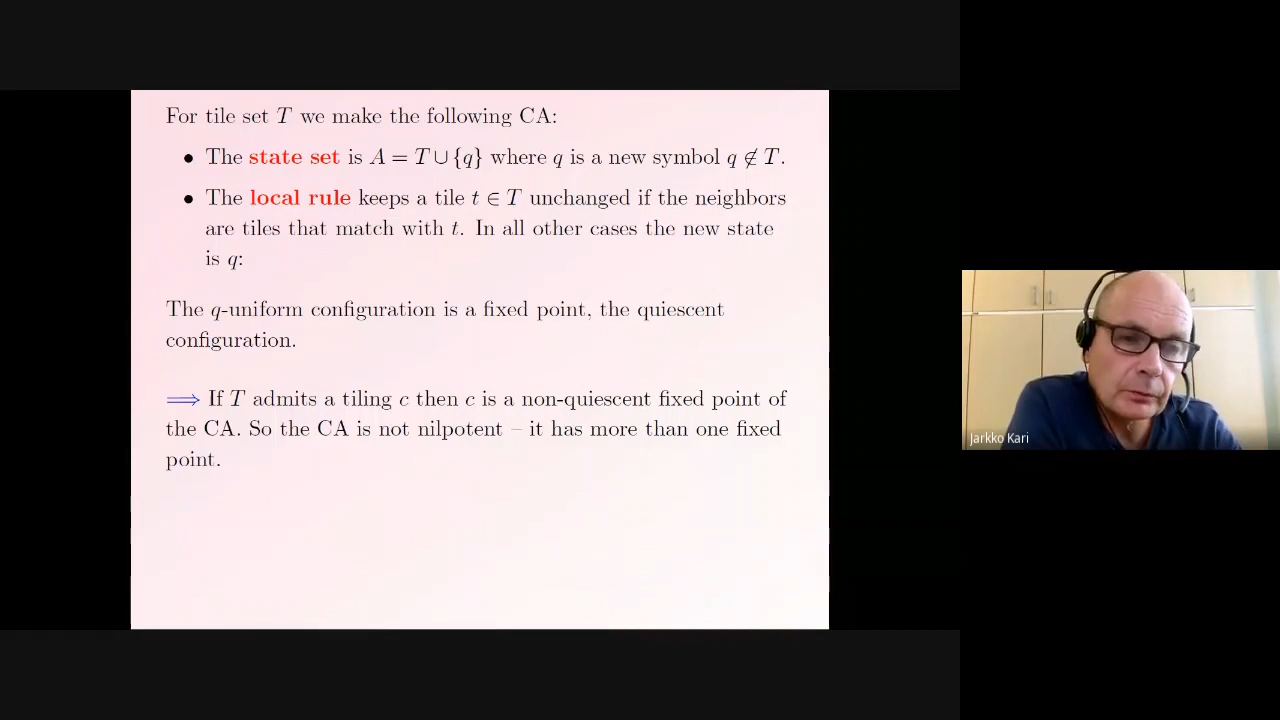 For tile set T we make the following CA:
• The state set is A = T ∪ {q} where q is a new symbol q ∉ T.
• The local rule keeps a tile t ∈ T unchanged if the neighbors
are tiles that match with t. In all other cases the new state
is q:
The q-uniform configuration is a fixed point, the quiescent
configuration.
⟹ If T admits a tiling c then c is a non-quiescent fixed point of
the CA. So the CA is not nilpotent – it has more than one fixed
point.
Jarkko Kari